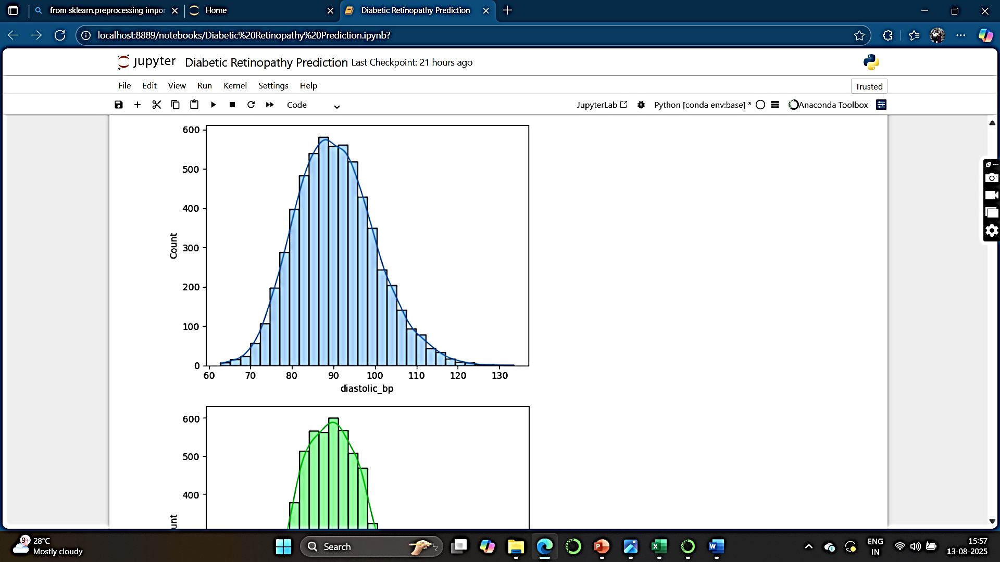 from sklearn.preprocessing impor
Home
Diabetic Retinopathy Prediction
localhost:8889/notebooks/Diabetic%20Retinopathy%20Prediction.ipynb?
jupyter Diabetic Retinopathy Prediction Last Checkpoint: 21 hours ago
File Edit View Run Kernel Settings Help
Trusted
Code
JupyterLab
Python [conda env:base] *
Anaconda Toolbox
600
500
400
300
200
100
0
Count
60 70 80 90 100 110 120 130
diastolic_bp
600
500
400
unt
9+
28°C
Mostly cloudy
Search
ENG
IN
15:57
13-08-2025